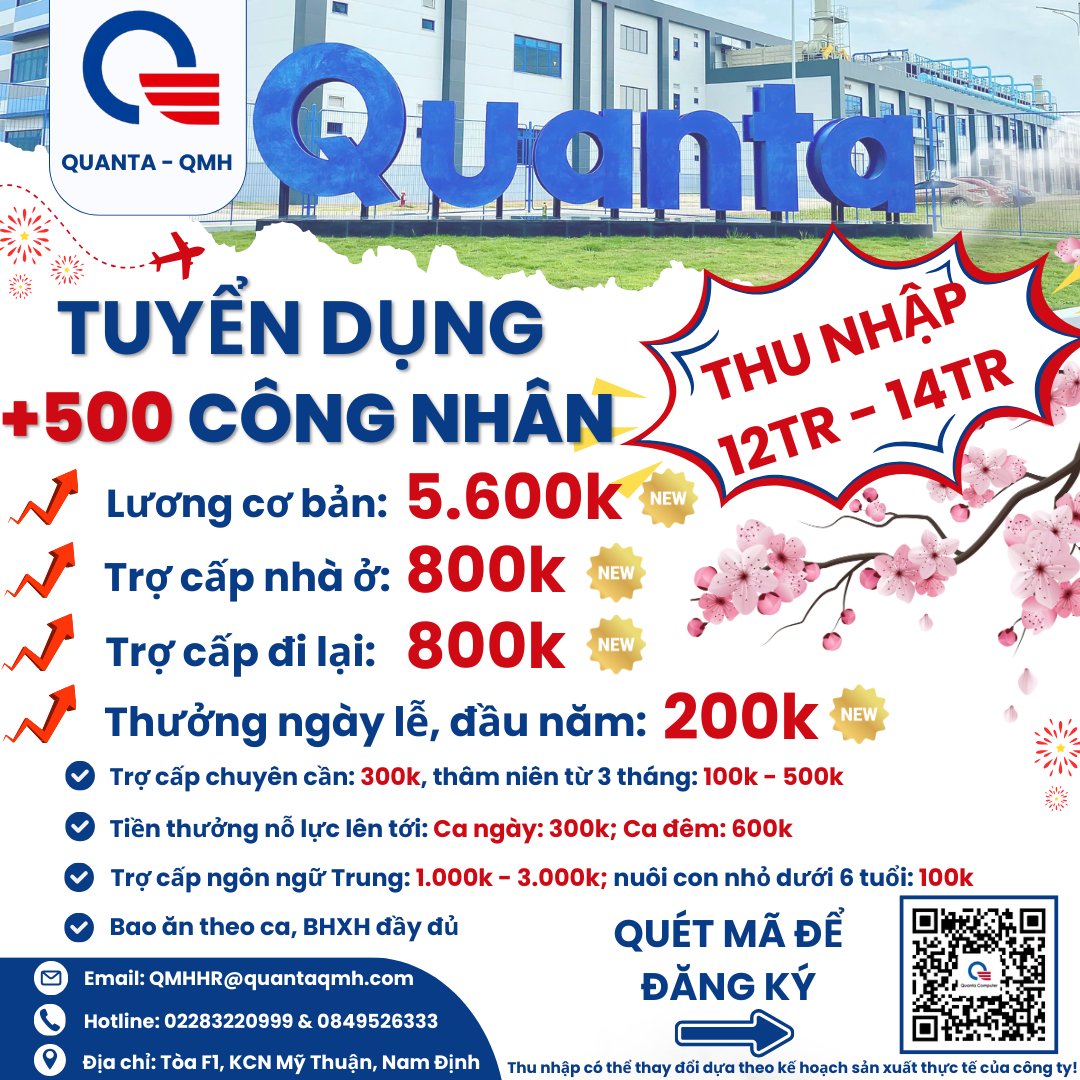 QUANTA - QMH
Quanta
TUYỂN DỤNG
+500 CÔNG NHÂN
THU NHẬP
12TR - 14TR
Lương cơ bản: 5.600k NEW
Trợ cấp nhà ở: 800k NEW
Trợ cấp đi lại: 800k NEW
Thưởng ngày lễ, đầu năm: 200k NEW
Trợ cấp chuyên cần: 300k, thâm niên từ 3 tháng: 100k - 500k
Tiền thưởng nỗ lực lên tới: Ca ngày: 300k; Ca đêm: 600k
Trợ cấp ngôn ngữ Trung: 1.000k - 3.000k; nuôi con nhỏ dưới 6 tuổi: 100k
Bao ăn theo ca, BHXH đầy đủ
QUÉT MÃ ĐỂ
ĐĂNG KÝ
Quanta Computer
Email: QMHHR@quantaqmh.com
Hotline: 02283220999 & 0849526333
Địa chỉ: Tòa F1, KCN Mỹ Thuận, Nam Định
Thu nhập có thể thay đổi dựa theo kế hoạch sản xuất thực tế của công ty!